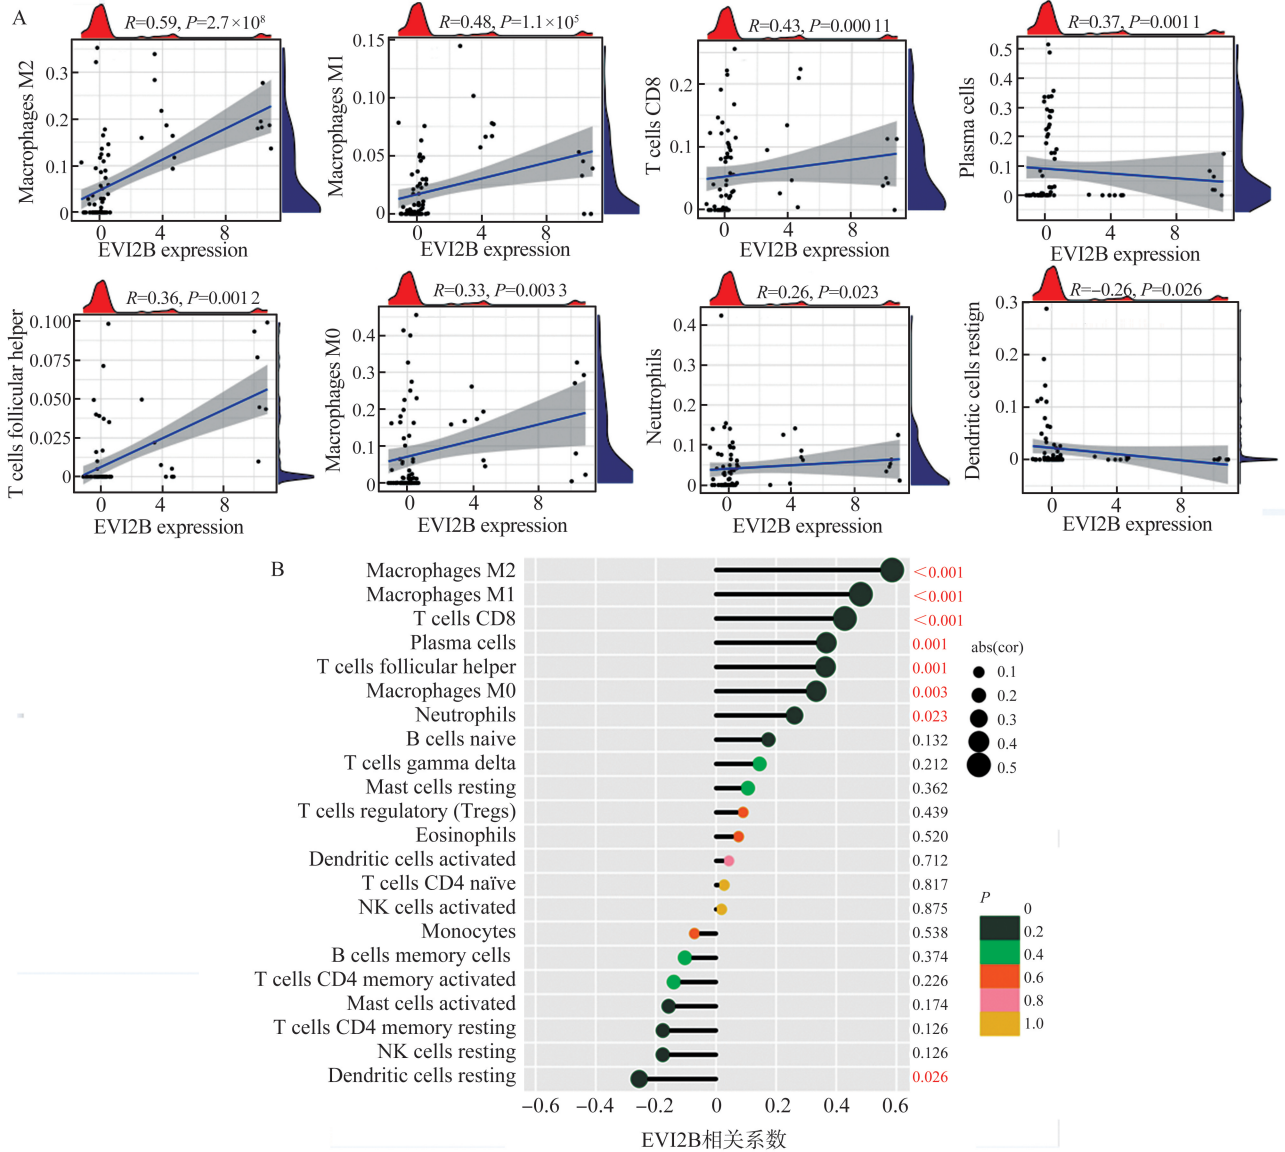 A
R=0.59, P=2.7×10⁸
Macrophages M2
0.3
0.2
0.1
0
0 4 8
EVI2B expression
R=0.48, P=1.1×10⁵
Macrophages M1
0.15
0.10
0.05
0
0 4 8
EVI2B expression
R=0.43, P=0.000 11
T cells CD8
0.2
0.1
0
0 4 8
EVI2B expression
R=0.37, P=0.001 1
Plasma cells
0.5
0.4
0.3
0.2
0.1
0
0 4 8
EVI2B expression
R=0.36, P=0.001 2
T cells follicular helper
0.100
0.075
0.050
0.025
0
0 4 8
EVI2B expression
R=0.33, P=0.003 3
Macrophages M0
0.4
0.3
0.2
0.1
0
0 4 8
EVI2B expression
R=0.26, P=0.023
Neutrophils
0.4
0.3
0.2
0.1
0
0 4 8
EVI2B expression
R=−0.26, P=0.026
Dendritic cells restign
0.3
0.2
0.1
0
0 4 8
EVI2B expression
B
Macrophages M2 <0.001
Macrophages M1 <0.001
T cells CD8 <0.001
Plasma cells 0.001
T cells follicular helper 0.001
Macrophages M0 0.003
Neutrophils 0.023
B cells naive 0.132
T cells gamma delta 0.212
Mast cells resting 0.362
T cells regulatory (Tregs) 0.439
Eosinophils 0.520
Dendritic cells activated 0.712
T cells CD4 naïve 0.817
NK cells activated 0.875
Monocytes 0.538
B cells memory cells 0.374
T cells CD4 memory activated 0.226
Mast cells activated 0.174
T cells CD4 memory resting 0.126
NK cells resting 0.126
Dendritic cells resting 0.026
−0.6 −0.4 −0.2 0 0.2 0.4 0.6
EVI2B相关系数
abs(cor)
0.1
0.2
0.3
0.4
0.5
P
0
0.2
0.4
0.6
0.8
1.0